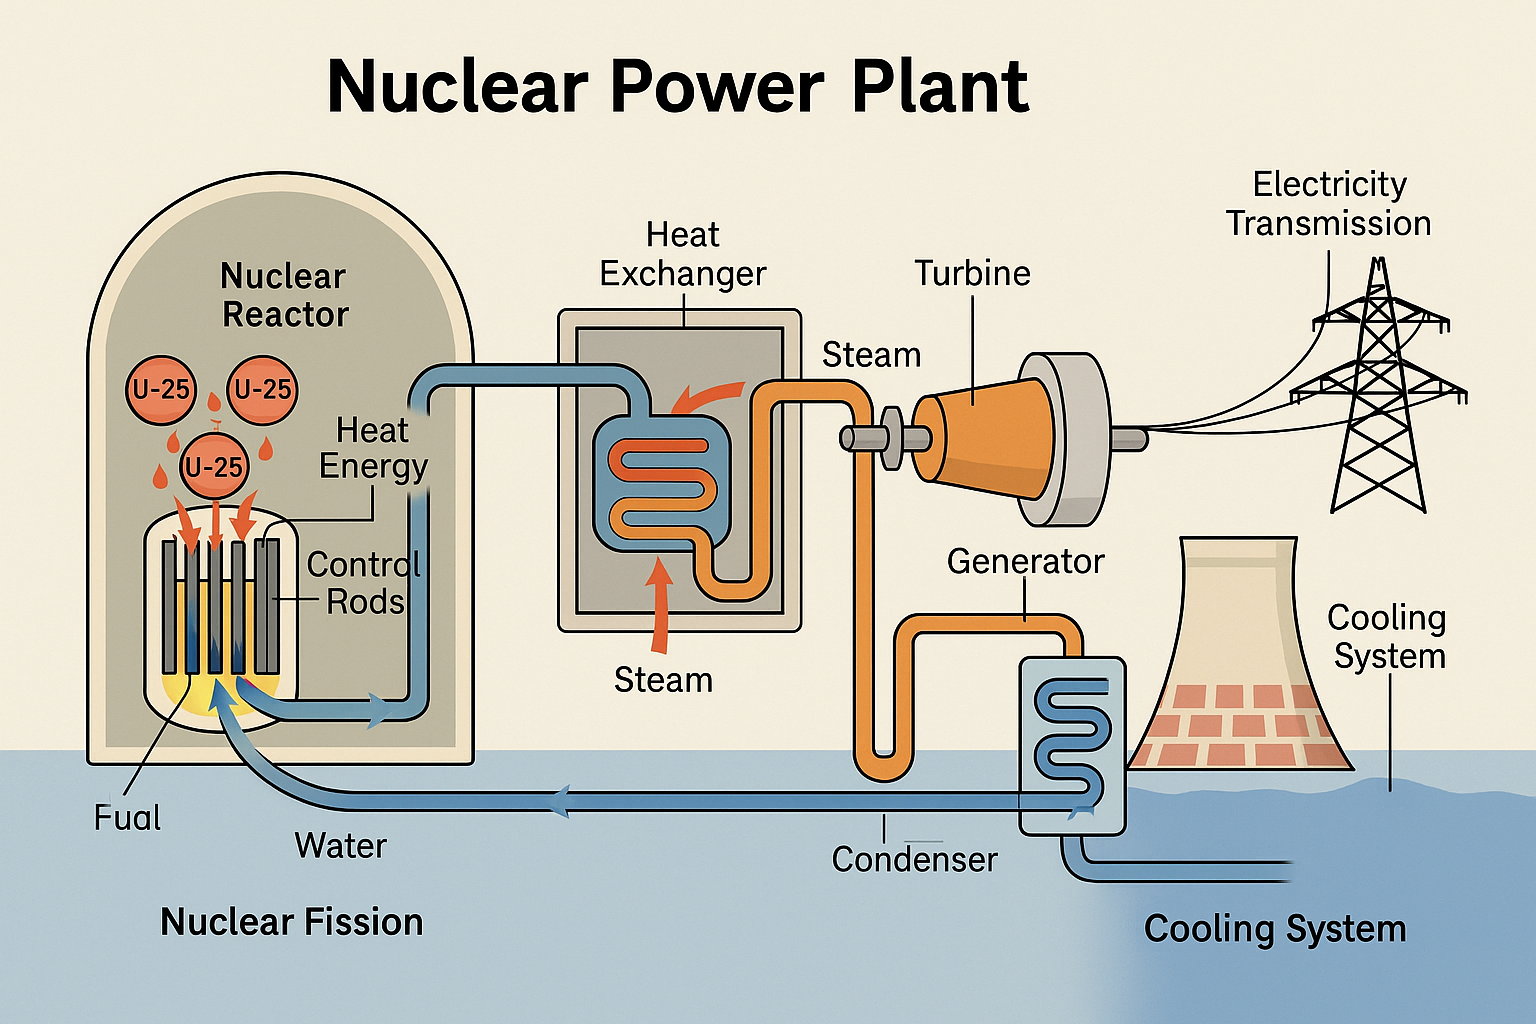 Nuclear Power Plant
Electricity
Transmission
Heat
Exchanger
Turbine
Nuclear
Reactor
Steam
U-25
U-25
Heat
Energy
U-25
Control
Rods
Generator
Cooling
System
Steam
Fual
Water
Condenser
Nuclear Fission
Cooling System